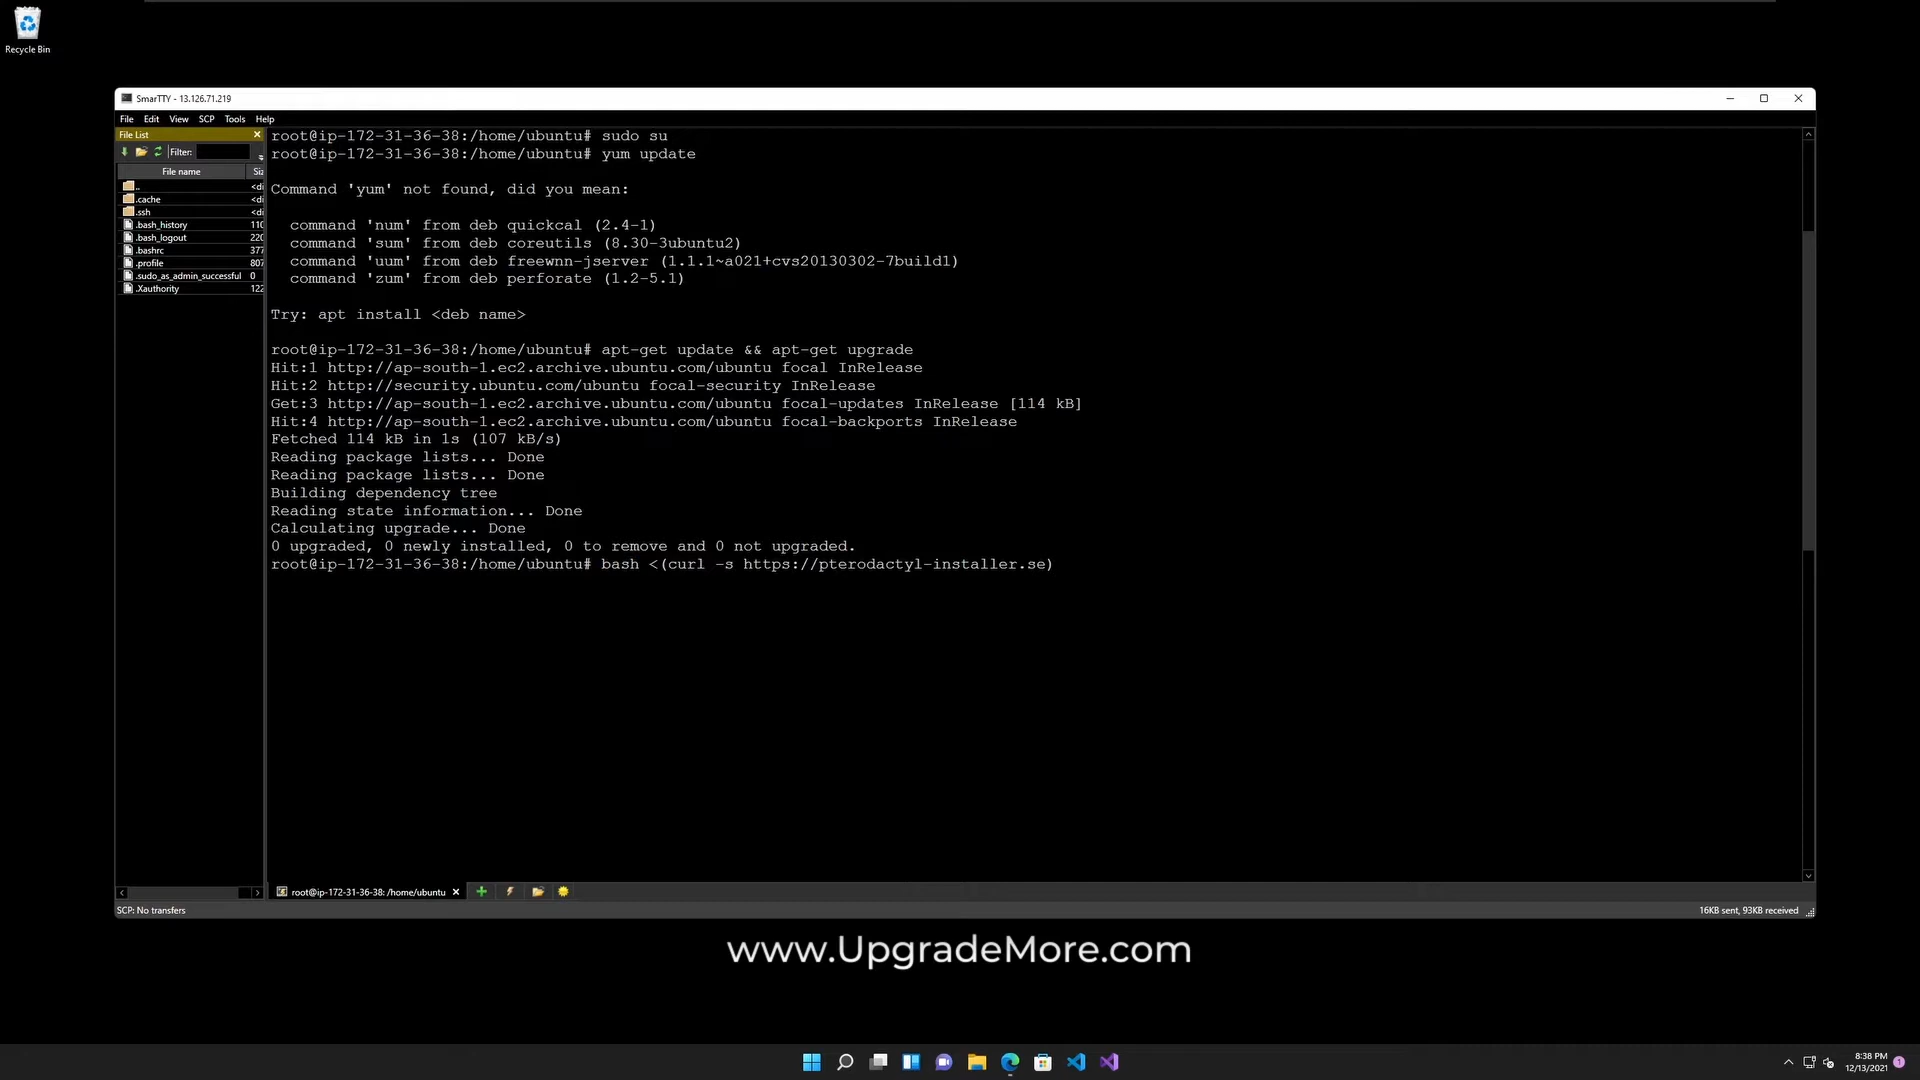 Recycle Bin
SmarTTY - 13.126.71.219
File Edit View SCP Tools Help
File List
Filter:
File name Siz
.. <di
.cache <di
.ssh <di
.bash_history 110
.bash_logout 220
.bashrc 377
.profile 807
.sudo_as_admin_successful 0
.Xauthority 122
root@ip-172-31-36-38:/home/ubuntu# sudo su
root@ip-172-31-36-38:/home/ubuntu# yum update
Command 'yum' not found, did you mean:
command 'num' from deb quickcal (2.4-1)
command 'sum' from deb coreutils (8.30-3ubuntu2)
command 'uum' from deb freewnn-jserver (1.1.1~a021+cvs20130302-7build1)
command 'zum' from deb perforate (1.2-5.1)
Try: apt install <deb name>
root@ip-172-31-36-38:/home/ubuntu# apt-get update && apt-get upgrade
Hit:1 http://ap-south-1.ec2.archive.ubuntu.com/ubuntu focal InRelease
Hit:2 http://security.ubuntu.com/ubuntu focal-security InRelease
Get:3 http://ap-south-1.ec2.archive.ubuntu.com/ubuntu focal-updates InRelease [114 kB]
Hit:4 http://ap-south-1.ec2.archive.ubuntu.com/ubuntu focal-backports InRelease
Fetched 114 kB in 1s (107 kB/s)
Reading package lists... Done
Reading package lists... Done
Building dependency tree
Reading state information... Done
Calculating upgrade... Done
0 upgraded, 0 newly installed, 0 to remove and 0 not upgraded.
root@ip-172-31-36-38:/home/ubuntu# bash <(curl -s https://pterodactyl-installer.se)
root@ip-172-31-36-38: /home/ubuntu
SCP: No transfers
16KB sent, 93KB received
www.UpgradeMore.com
8:38 PM
12/13/2021
1